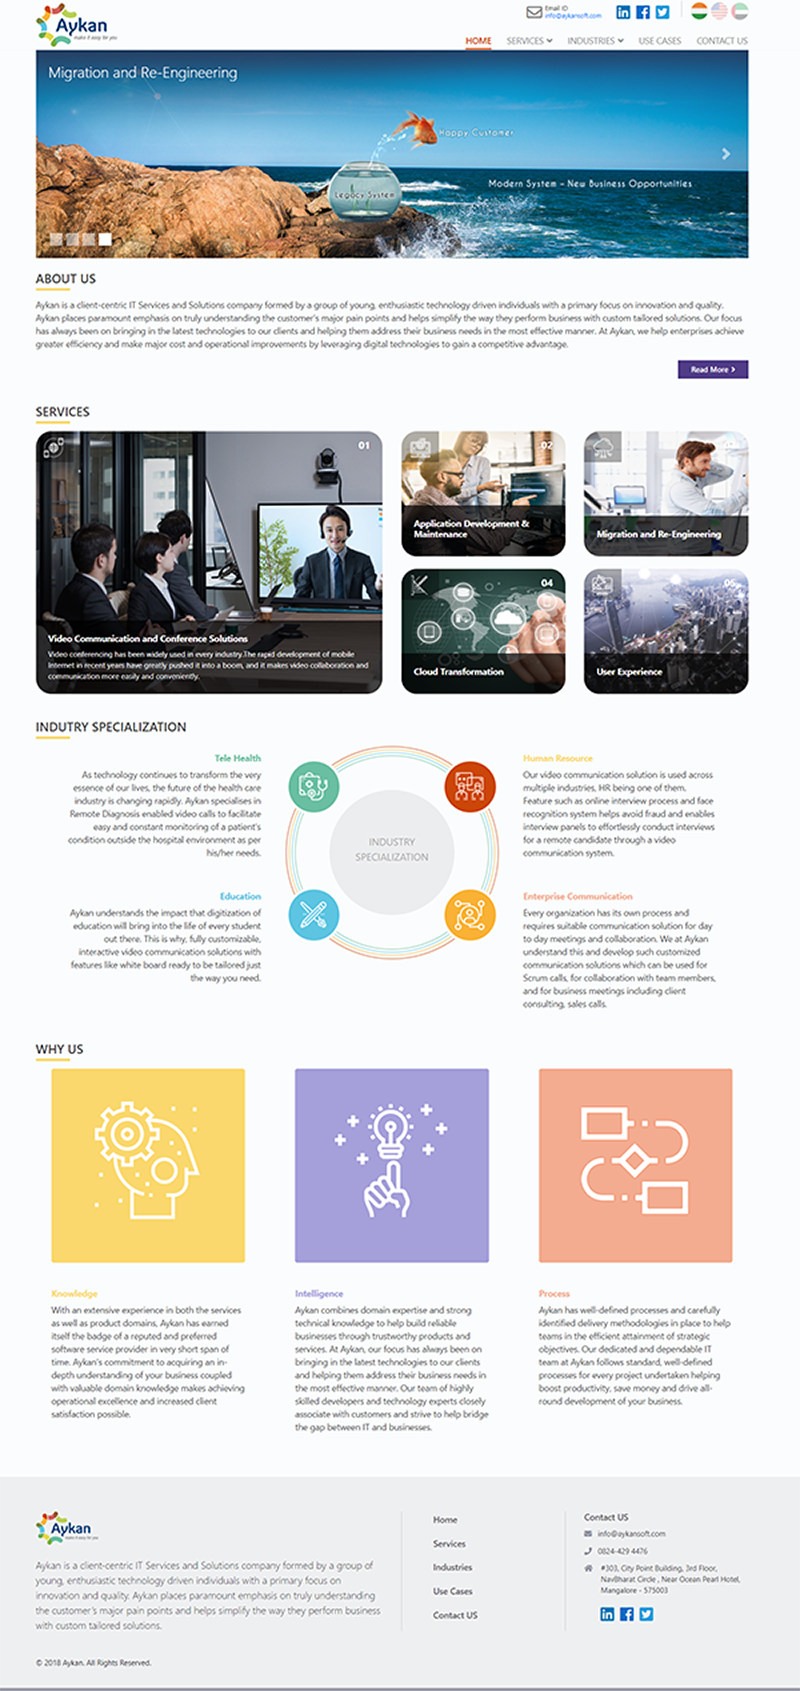 Aykan
make it easy for you
Email ID
info@aykansoft.com
HOME SERVICES INDUSTRIES USE CASES CONTACT US
Migration and Re-Engineering
Happy Customer
Legacy System
Modern System - New Business Opportunities
ABOUT US
Aykan is a client-centric IT Services and Solutions company formed by a group of young, enthusiastic technology driven individuals with a primary focus on innovation and quality.
Aykan places paramount emphasis on truly understanding the customer's major pain points and helps simplify the way they perform business with custom tailored solutions. Our focus
has always been on bringing in the latest technologies to our clients and helping them address their business needs in the most effective manner. At Aykan, we help enterprises achieve
greater efficiency and make major cost and operational improvements by leveraging digital technologies to gain a competitive advantage.
Read More
SERVICES
01
Video Communication and Conference Solutions
Video conferencing has been widely used in every industry.The rapid development of mobile
Internet in recent years have greatly pushed it into a boom, and it makes video collaboration and
communication more easily and conveniently.
02
Application Development &
Maintenance
Migration and Re-Engineering
04
Cloud Transformation
05
User Experience
INDUTRY SPECIALIZATION
Tele Health
As technology continues to transform the very
essence of our lives, the future of the health care
industry is changing rapidly. Aykan specialises in
Remote Diagnosis enabled video calls to facilitate
easy and constant monitoring of a patient's
condition outside the hospital environment as per
his/her needs.
Education
Aykan understands the impact that digitization of
education will bring into the life of every student
out there. This is why, fully customizable,
interactive video communication solutions with
features like white board ready to be tailored just
the way you need.
INDUSTRY
SPECIALIZATION
Human Resource
Our video communication solution is used across
multiple industries, HR being one of them.
Feature such as online interview process and face
recognition system helps avoid fraud and enables
interview panels to effortlessly conduct interviews
for a remote candidate through a video
communication system.
Enterprise Communication
Every organization has its own process and
requires suitable communication solution for day
to day meetings and collaboration. We at Aykan
understand this and develop such customized
communication solutions which can be used for
Scrum calls, for collaboration with team members,
and for business meetings including client
consulting, sales calls.
WHY US
Knowledge
With an extensive experience in both the services
as well as product domains, Aykan has earned
itself the badge of a reputed and preferred
software service provider in very short span of
time. Aykan's commitment to acquiring an in-
depth understanding of your business coupled
with valuable domain knowledge makes achieving
operational excellence and increased client
satisfaction possible.
Intelligence
Aykan combines domain expertise and strong
technical knowledge to help build reliable
businesses through trustworthy products and
services. At Aykan, our focus has always been on
bringing in the latest technologies to our clients
and helping them address their business needs in
the most effective manner. Our team of highly
skilled developers and technology experts closely
associate with customers and strive to help bridge
the gap between IT and businesses.
Process
Aykan has well-defined processes and carefully
identified delivery methodologies in place to help
teams in the efficient attainment of strategic
objectives. Our dedicated and dependable IT
team at Aykan follows standard, well-defined
processes for every project undertaken helping
boost productivity, save money and drive all-
round development of your business.
Aykan
make it easy for you
Aykan is a client-centric IT Services and Solutions company formed by a group of
young, enthusiastic technology driven individuals with a primary focus on
innovation and quality. Aykan places paramount emphasis on truly understanding
the customer's major pain points and helps simplify the way they perform business
with custom tailored solutions.
© 2018 Aykan. All Rights Reserved.
Home
Services
Industries
Use Cases
Contact US
Contact US
info@aykansoft.com
0824-429 4476
#303, City Point Building, 3rd Floor,
NavBharat Circle , Near Ocean Pearl Hotel,
Mangalore - 575003